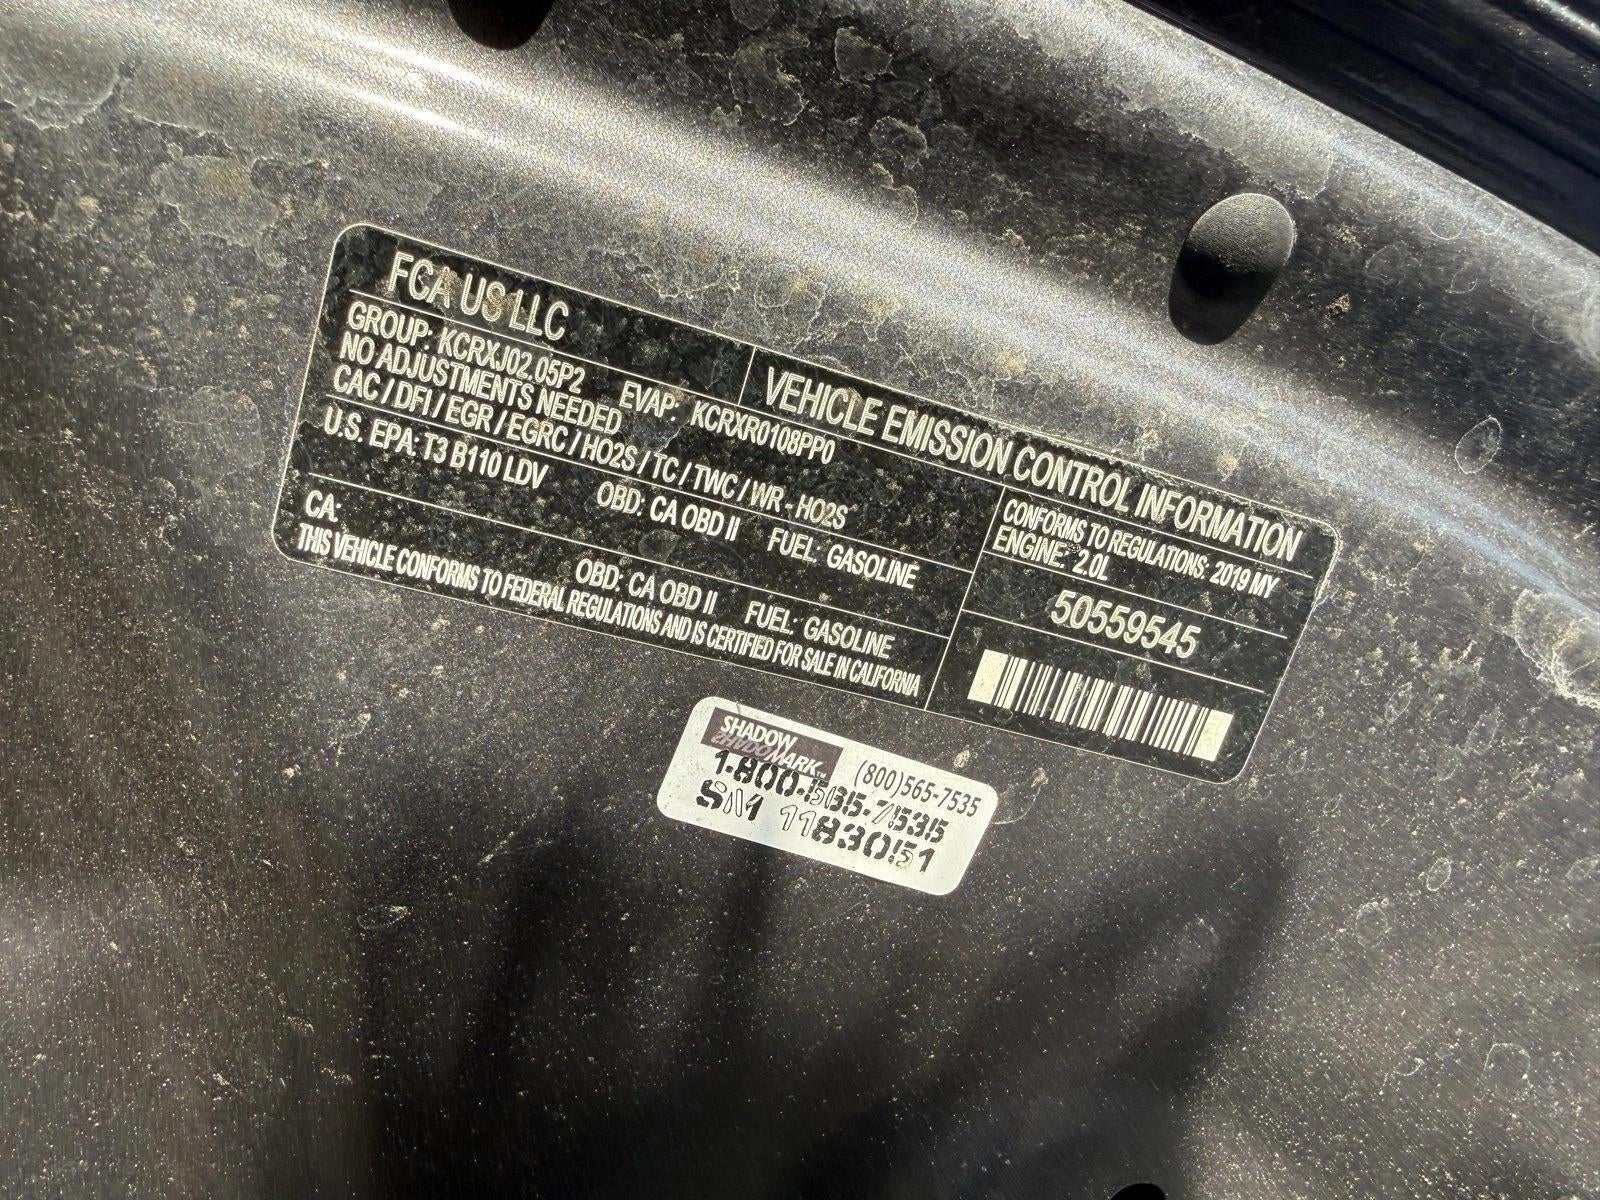 FCA US LLC
VEHICLE EMISSION CONTROL INFORMATION
GROUP: KCRXJ02.05P2 EVAP: KCRXR0108PP0
NO ADJUSTMENTS NEEDED
CAC / DFI / EGR / EGRC / HO2S / TC / TWC / WR - HO2S
U.S. EPA: T3 B110 LDV OBD: CA OBD II FUEL: GASOLINE
CA: OBD: CA OBD II FUEL: GASOLINE
THIS VEHICLE CONFORMS TO FEDERAL REGULATIONS AND IS CERTIFIED FOR SALE IN CALIFORNIA
CONFORMS TO REGULATIONS: 2019 MY
ENGINE: 2.0L
50559545
SHADOW
MARK™
(800)565-7535
1-800-565-7535
SM 1183051